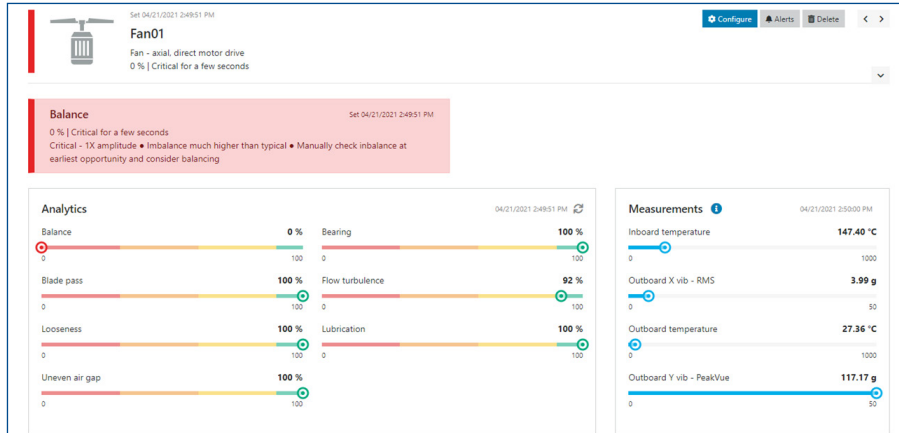 Set 04/21/2021 2:49:51 PM
Configure
Alerts
Delete
Fan01
Fan - axial, direct motor drive
0 % | Critical for a few seconds
Balance
Set 04/21/2021 2:49:51 PM
0 % | Critical for a few seconds
Critical - 1X amplitude ● Imbalance much higher than typical ● Manually check inbalance at
earliest opportunity and consider balancing
Analytics
04/21/2021 2:49:51 PM
Balance 0 %
0 100
Bearing 100 %
0 100
Blade pass 100 %
0 100
Flow turbulence 92 %
0 100
Looseness 100 %
0 100
Lubrication 100 %
0 100
Uneven air gap 100 %
0 100
Measurements
04/21/2021 2:50:00 PM
Inboard temperature 147.40 °C
0 1000
Outboard X vib - RMS 3.99 g
0 50
Outboard temperature 27.36 °C
0 1000
Outboard Y vib - PeakVue 117.17 g
0 50